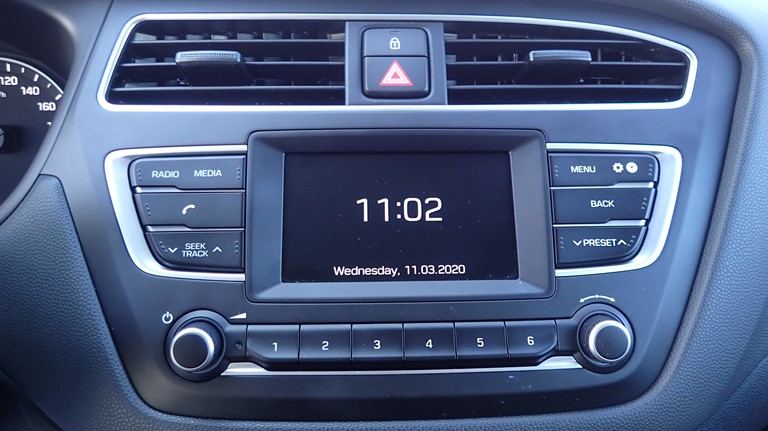 120
140
160
RADIO MEDIA
MENU
11:02
BACK
SEEK
TRACK
PRESET
Wednesday, 11.03.2020
1 2 3 4 5 6